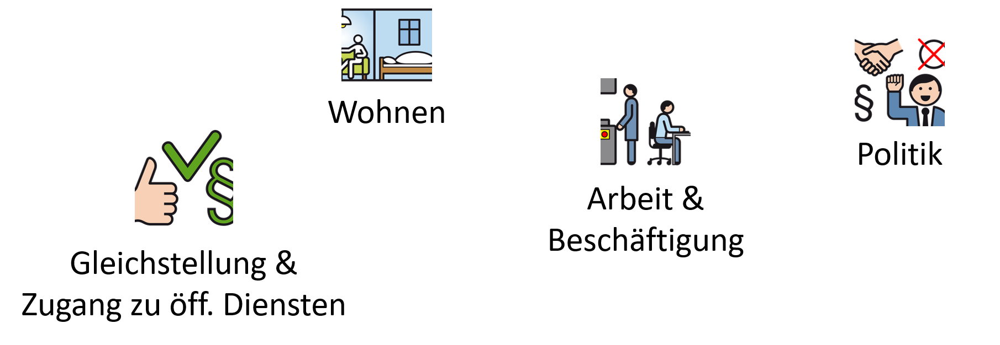 Gleichstellung &
Zugang zu öff. Diensten
Wohnen
Arbeit &
Beschäftigung
Politik
§
§